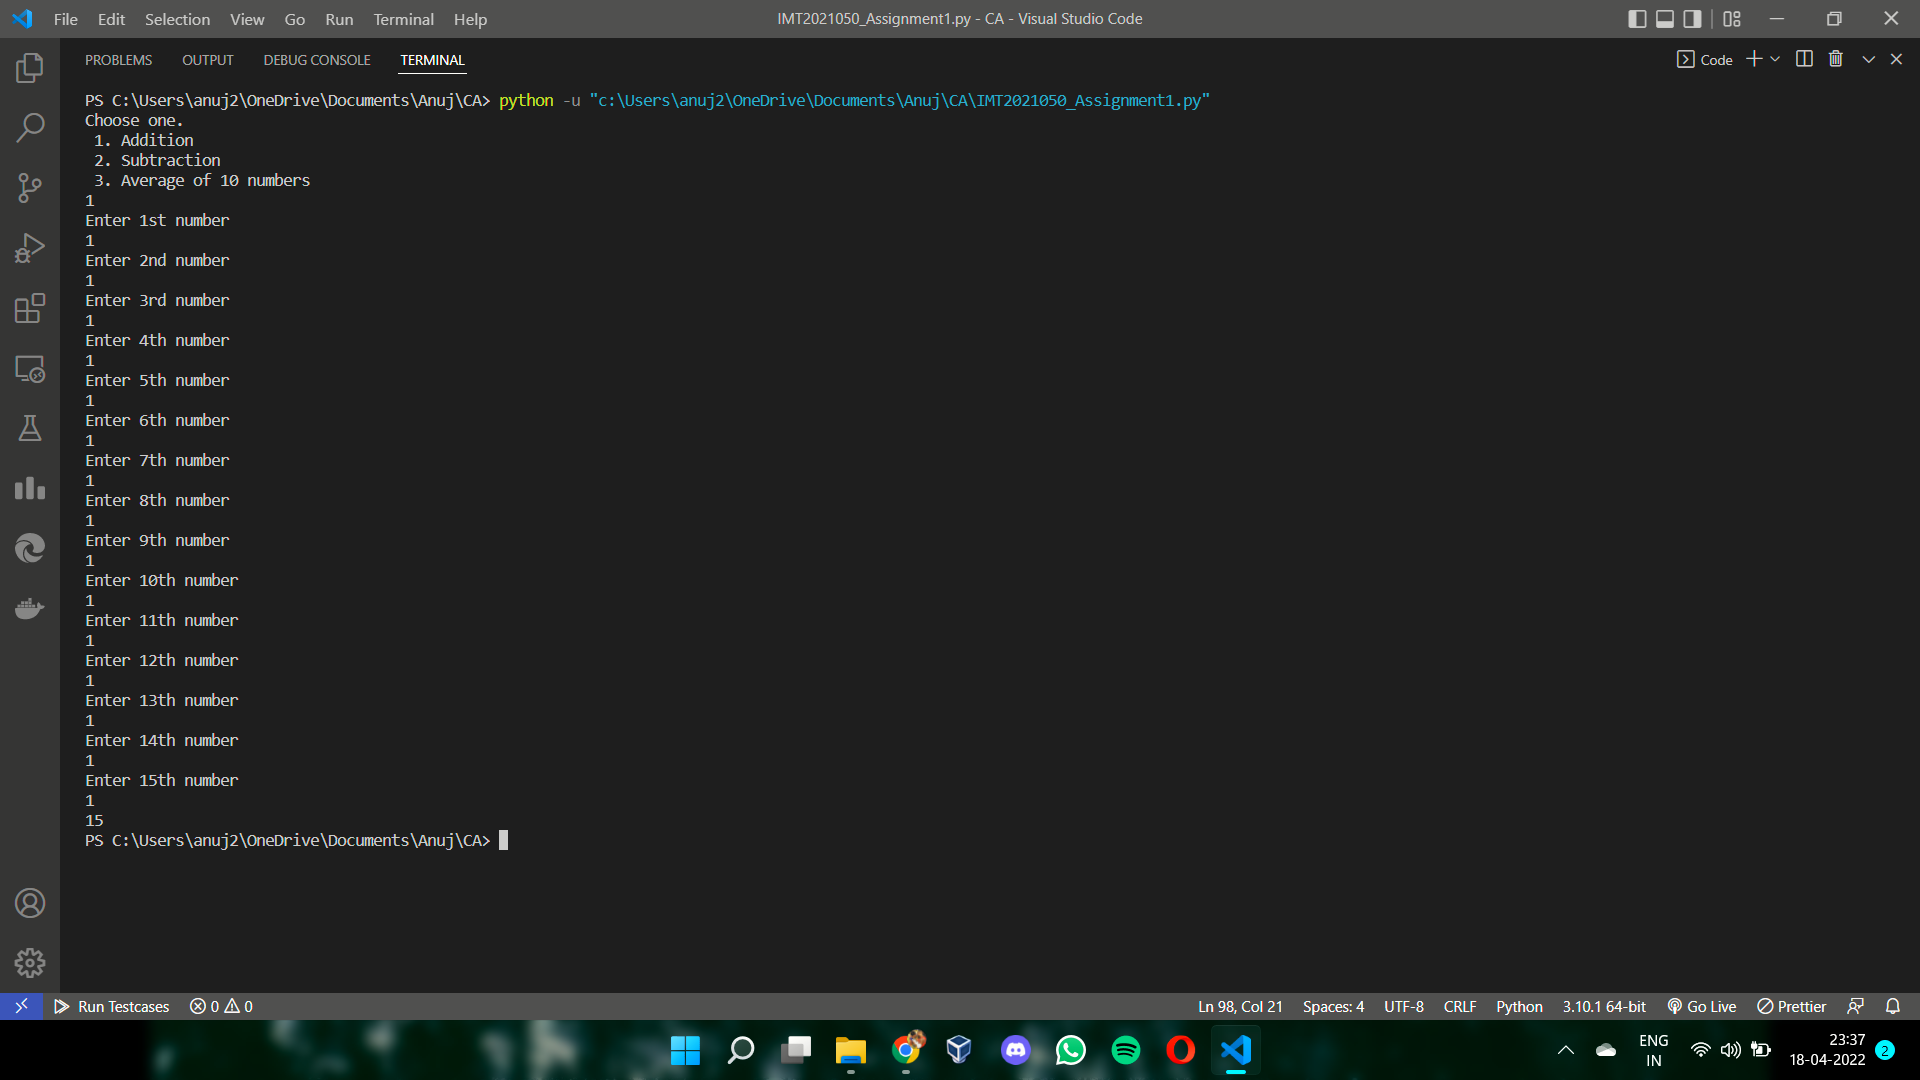 File Edit Selection View Go Run Terminal Help
IMT2021050_Assignment1.py - CA - Visual Studio Code
PROBLEMS OUTPUT DEBUG CONSOLE TERMINAL
Code
PS C:\Users\anuj2\OneDrive\Documents\Anuj\CA> python -u "c:\Users\anuj2\OneDrive\Documents\Anuj\CA\IMT2021050_Assignment1.py"
Choose one.
1. Addition
2. Subtraction
3. Average of 10 numbers
1
Enter 1st number
1
Enter 2nd number
1
Enter 3rd number
1
Enter 4th number
1
Enter 5th number
1
Enter 6th number
1
Enter 7th number
1
Enter 8th number
1
Enter 9th number
1
Enter 10th number
1
Enter 11th number
1
Enter 12th number
1
Enter 13th number
1
Enter 14th number
1
Enter 15th number
1
15
PS C:\Users\anuj2\OneDrive\Documents\Anuj\CA>
Run Testcases 0 0 Ln 98, Col 21 Spaces: 4 UTF-8 CRLF Python 3.10.1 64-bit Go Live Prettier
ENG
IN
23:37
18-04-2022
2